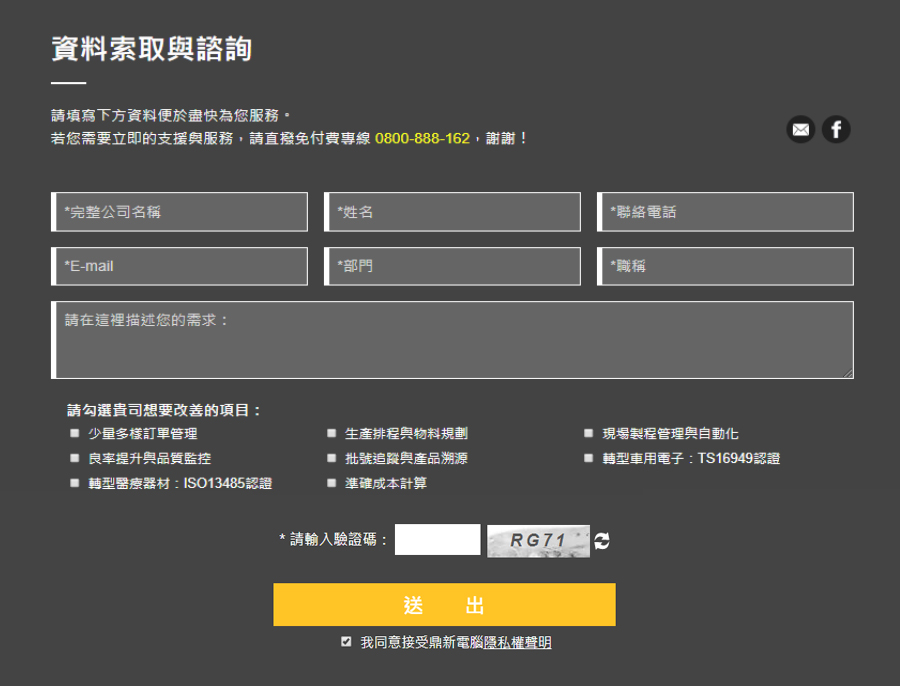 資料索取與諮詢
請填寫下方資料便於盡快為您服務。
若您需要立即的支援與服務，請直撥免付費專線 0800-888-162，謝謝！
*完整公司名稱 *姓名 *聯絡電話
*E-mail *部門 *職稱
請在這裡描述您的需求：
請勾選貴司想要改善的項目：
少量多樣訂單管理 生產排程與物料規劃 現場製程管理與自動化
良率提升與品質監控 批號追蹤與產品溯源 轉型車用電子：TS16949認證
轉型醫療器材：ISO13485認證 準確成本計算
* 請輸入驗證碼： RG71
送 出
我同意接受鼎新電腦隱私權聲明